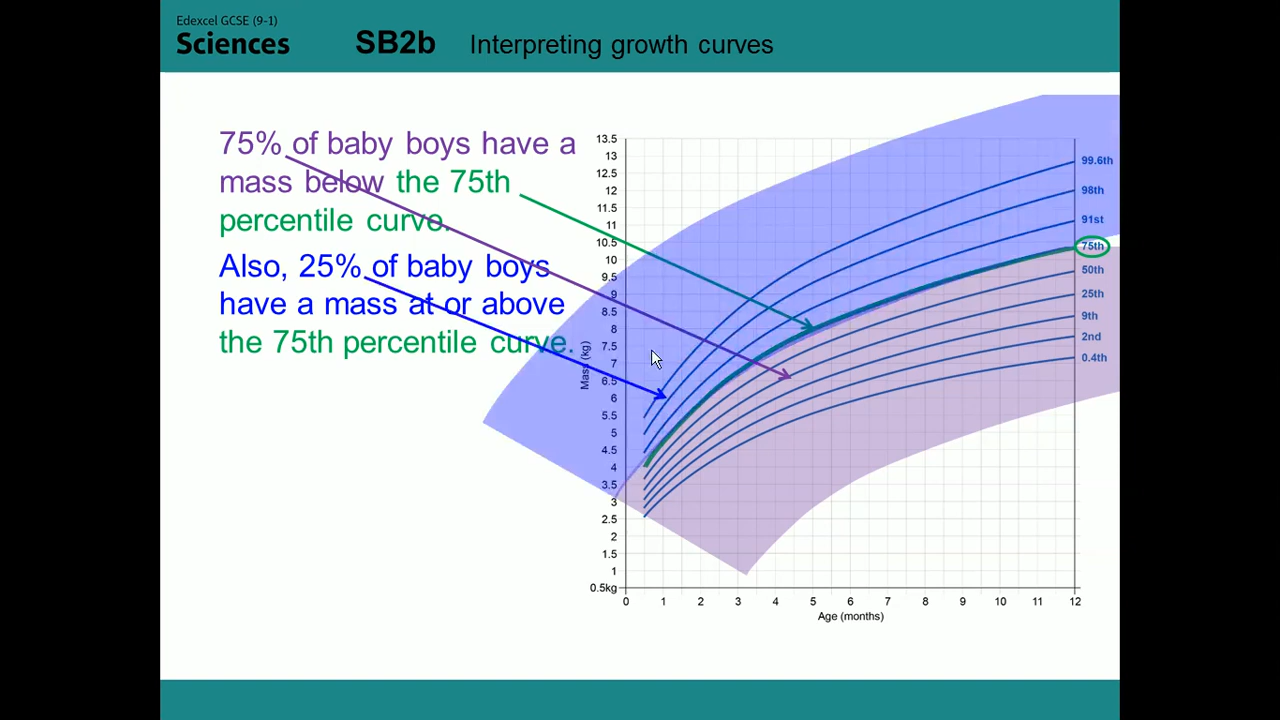 Edexcel GCSE (9-1)
Sciences
SB2b Interpreting growth curves
75% of baby boys have a
mass below the 75th
percentile curve.
Also, 25% of baby boys
have a mass at or above
the 75th percentile curve.
13.5
13
12.5
12
11.5
11
10.5
10
9.5
9
8.5
8
7.5
7
6.5
6
5.5
5
4.5
4
3.5
3
2.5
2
1.5
1
0.5kg
Mass (kg)
99.6th
98th
91st
75th
50th
25th
9th
2nd
0.4th
0 1 2 3 4 5 6 7 8 9 10 11 12
Age (months)